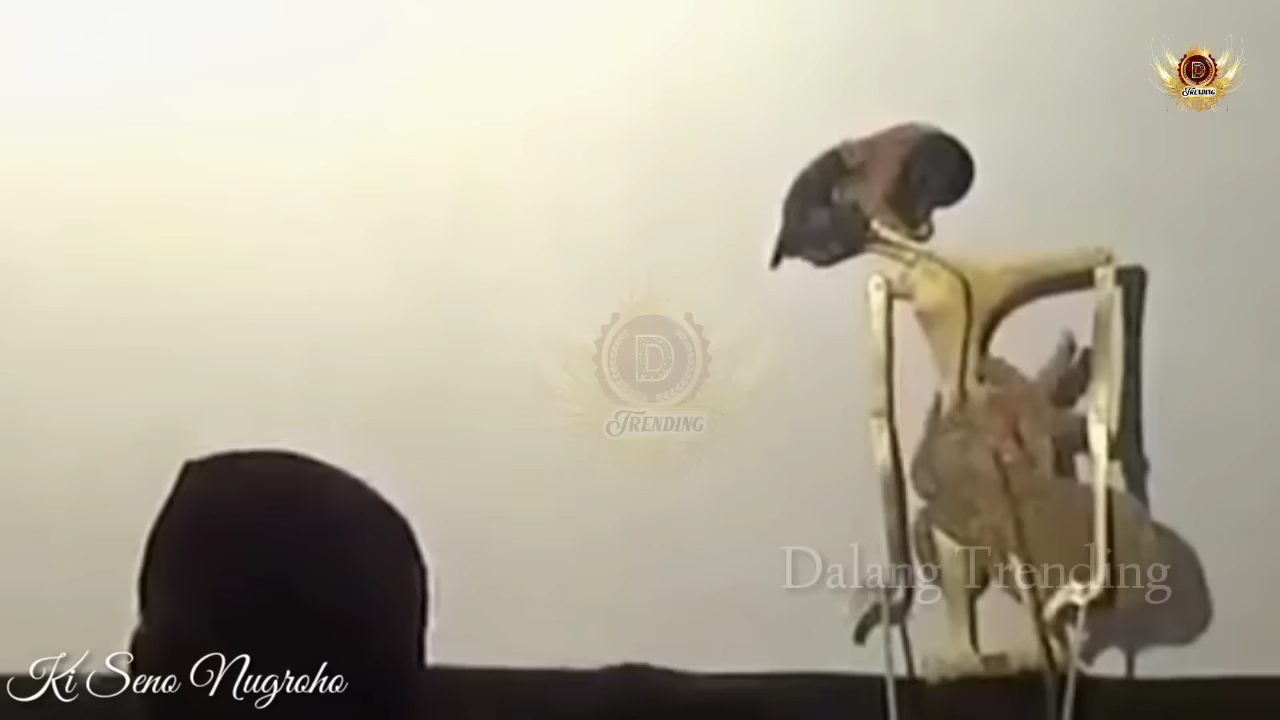 D
TRENDING
D
TRENDING
Dalang Trending
Ki Seno Nugroho